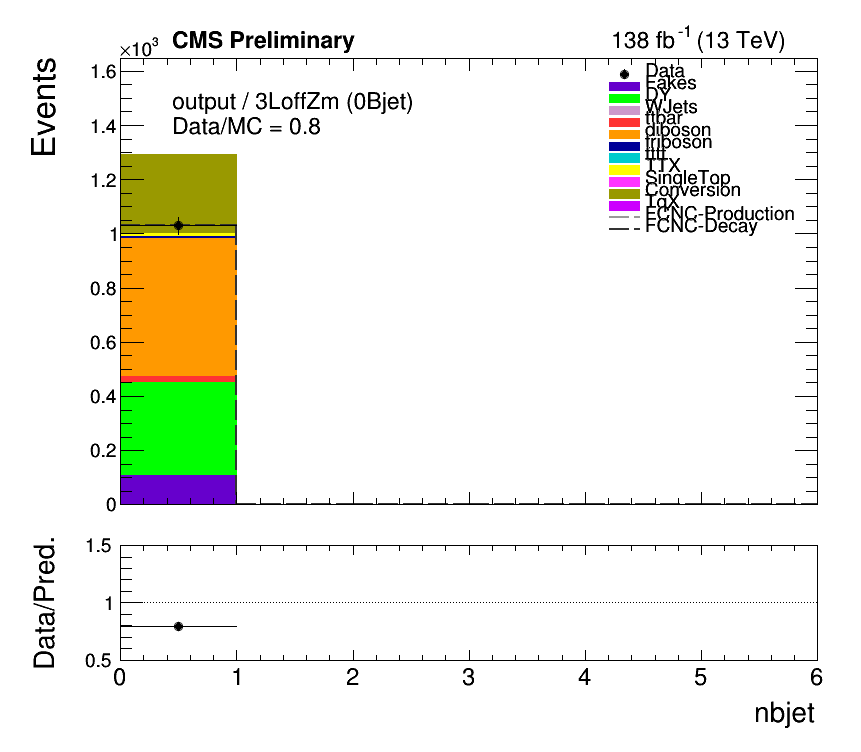 ×10³ CMS Preliminary 138 fb⁻¹ (13 TeV)
Events
1.6
1.4
1.2
1
0.8
0.6
0.4
0.2
0
output / 3LoffZm (0Bjet)
Data/MC = 0.8
Data
Fakes
DY
WJets
ttbar
diboson
triboson
tttt
TTX
SingleTop
Conversion
TqX
FCNC-Production
FCNC-Decay
Data/Pred.
1.5
1
0.5
0 1 2 3 4 5 6
nbjet